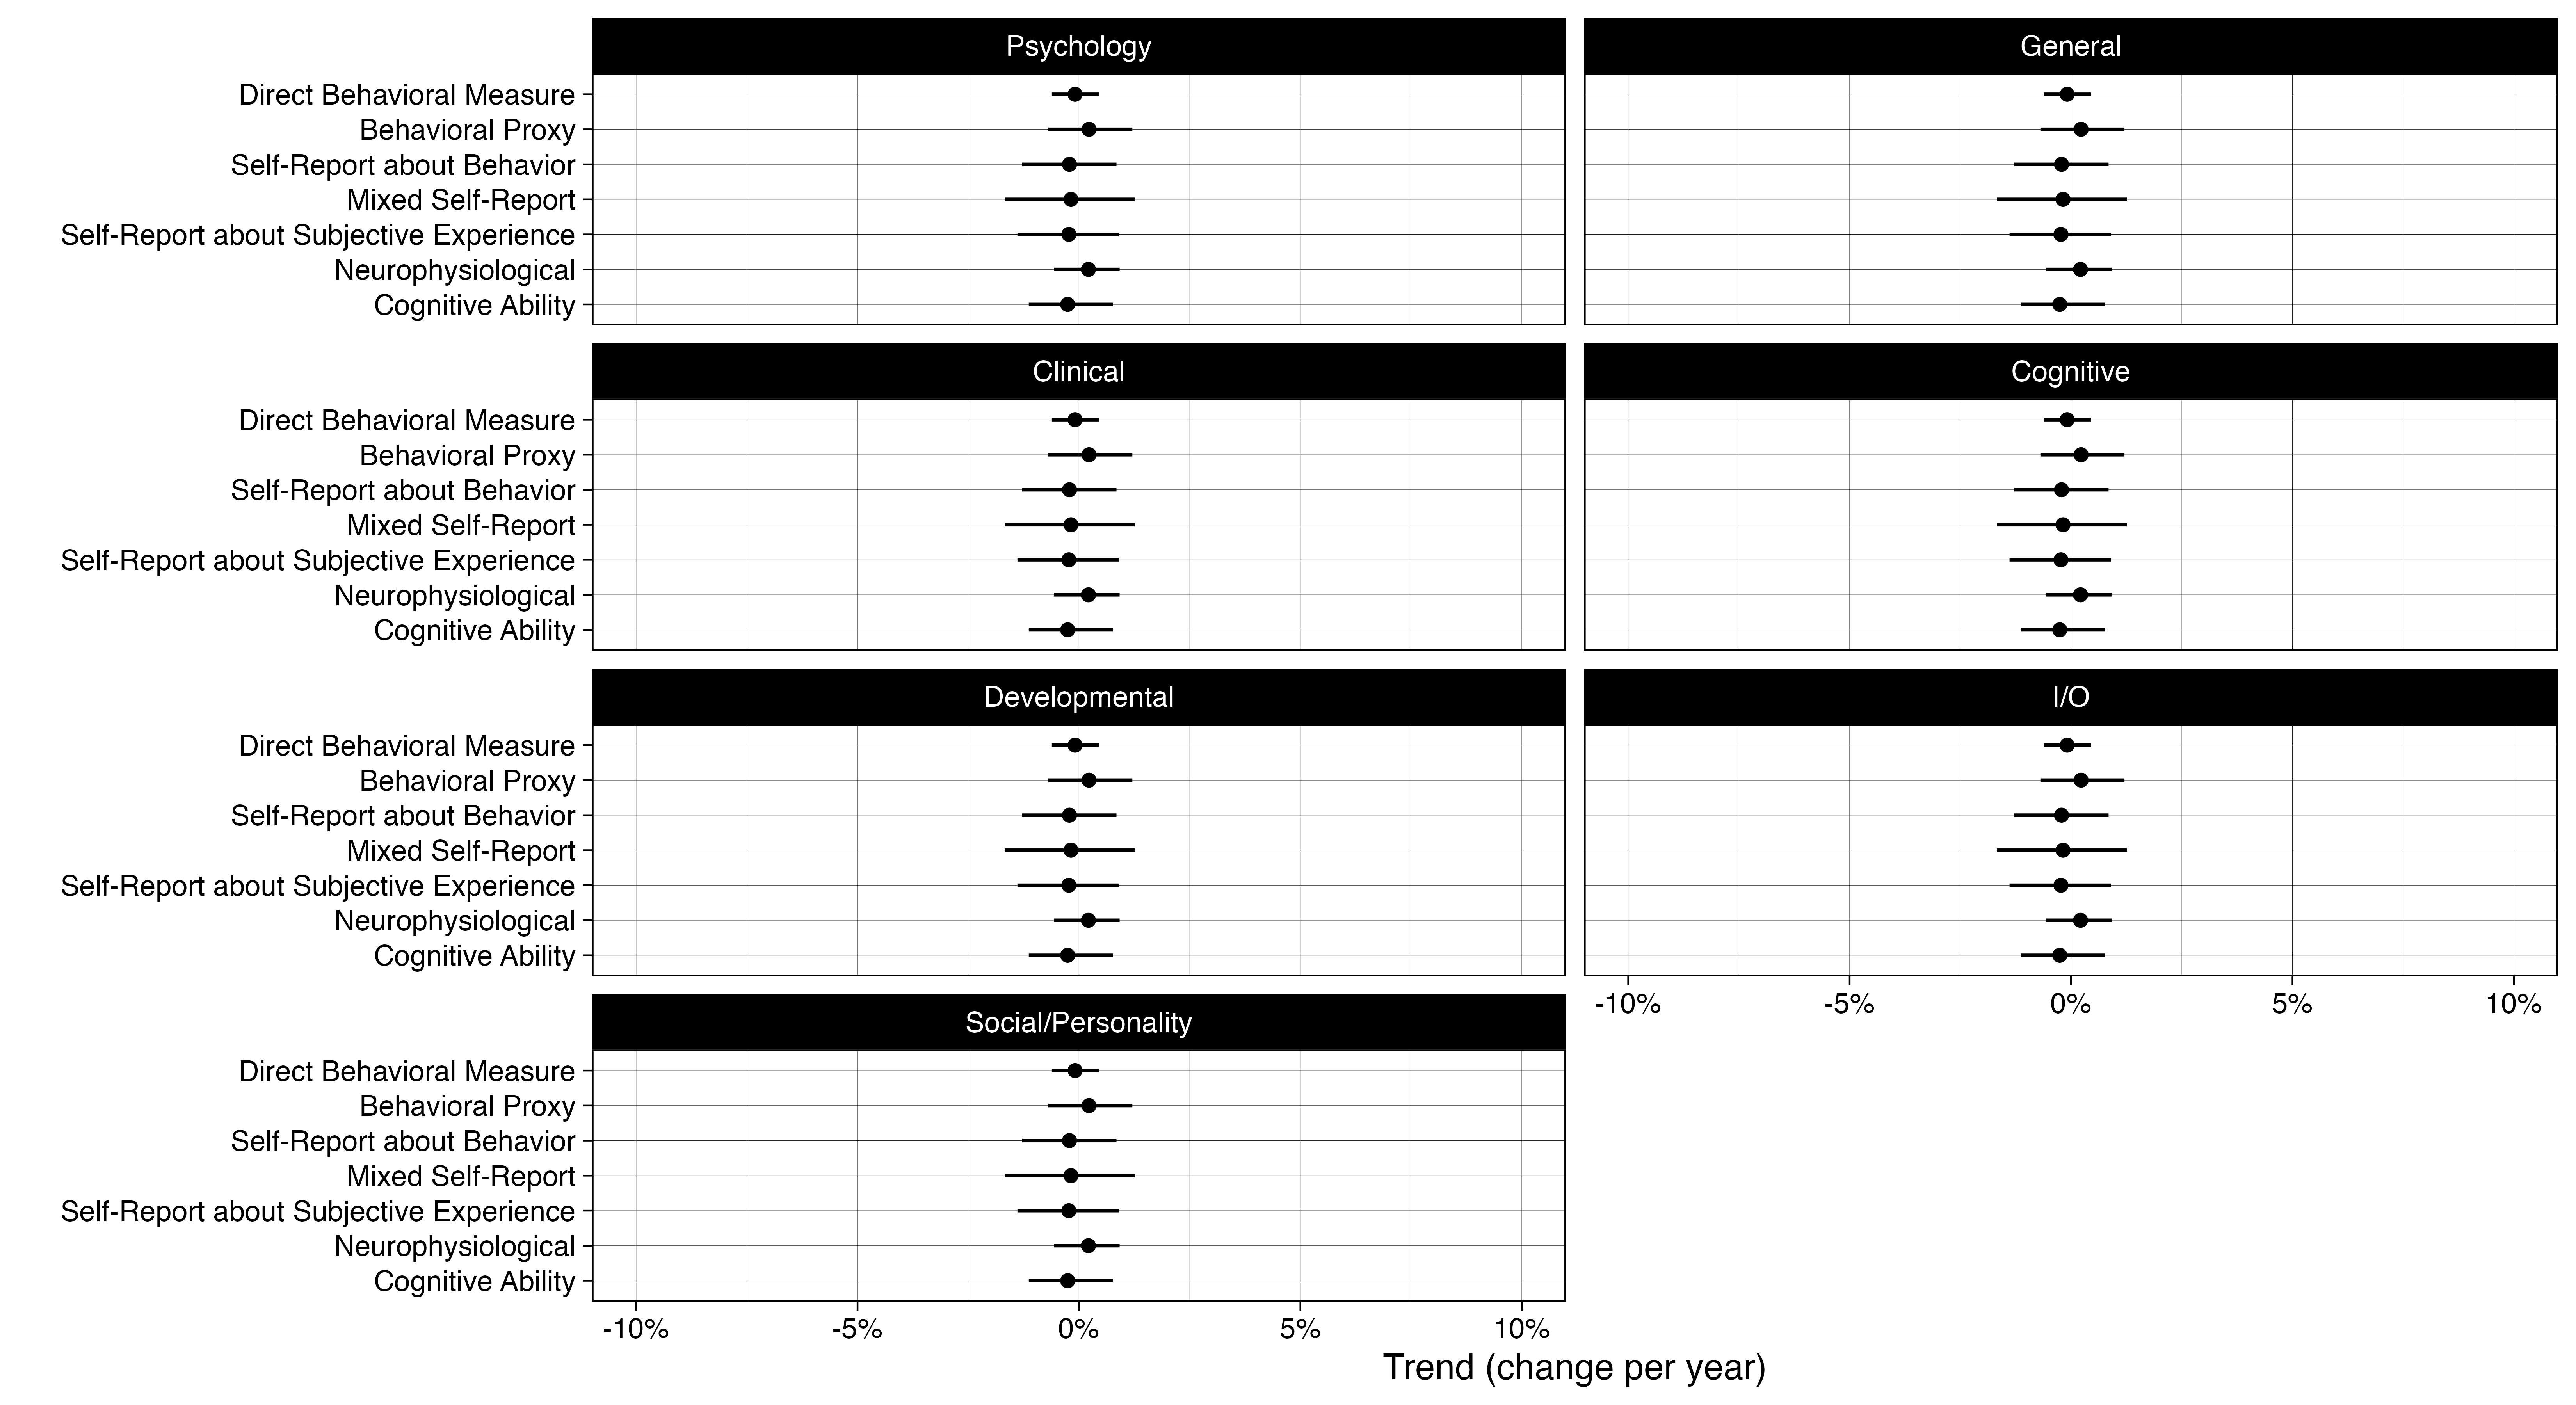 Psychology
General
Direct Behavioral Measure
Behavioral Proxy
Self-Report about Behavior
Mixed Self-Report
Self-Report about Subjective Experience
Neurophysiological
Cognitive Ability
Clinical
Cognitive
Direct Behavioral Measure
Behavioral Proxy
Self-Report about Behavior
Mixed Self-Report
Self-Report about Subjective Experience
Neurophysiological
Cognitive Ability
Developmental
I/O
Direct Behavioral Measure
Behavioral Proxy
Self-Report about Behavior
Mixed Self-Report
Self-Report about Subjective Experience
Neurophysiological
Cognitive Ability
-10% -5% 0% 5% 10%
Social/Personality
Direct Behavioral Measure
Behavioral Proxy
Self-Report about Behavior
Mixed Self-Report
Self-Report about Subjective Experience
Neurophysiological
Cognitive Ability
-10% -5% 0% 5% 10%
Trend (change per year)